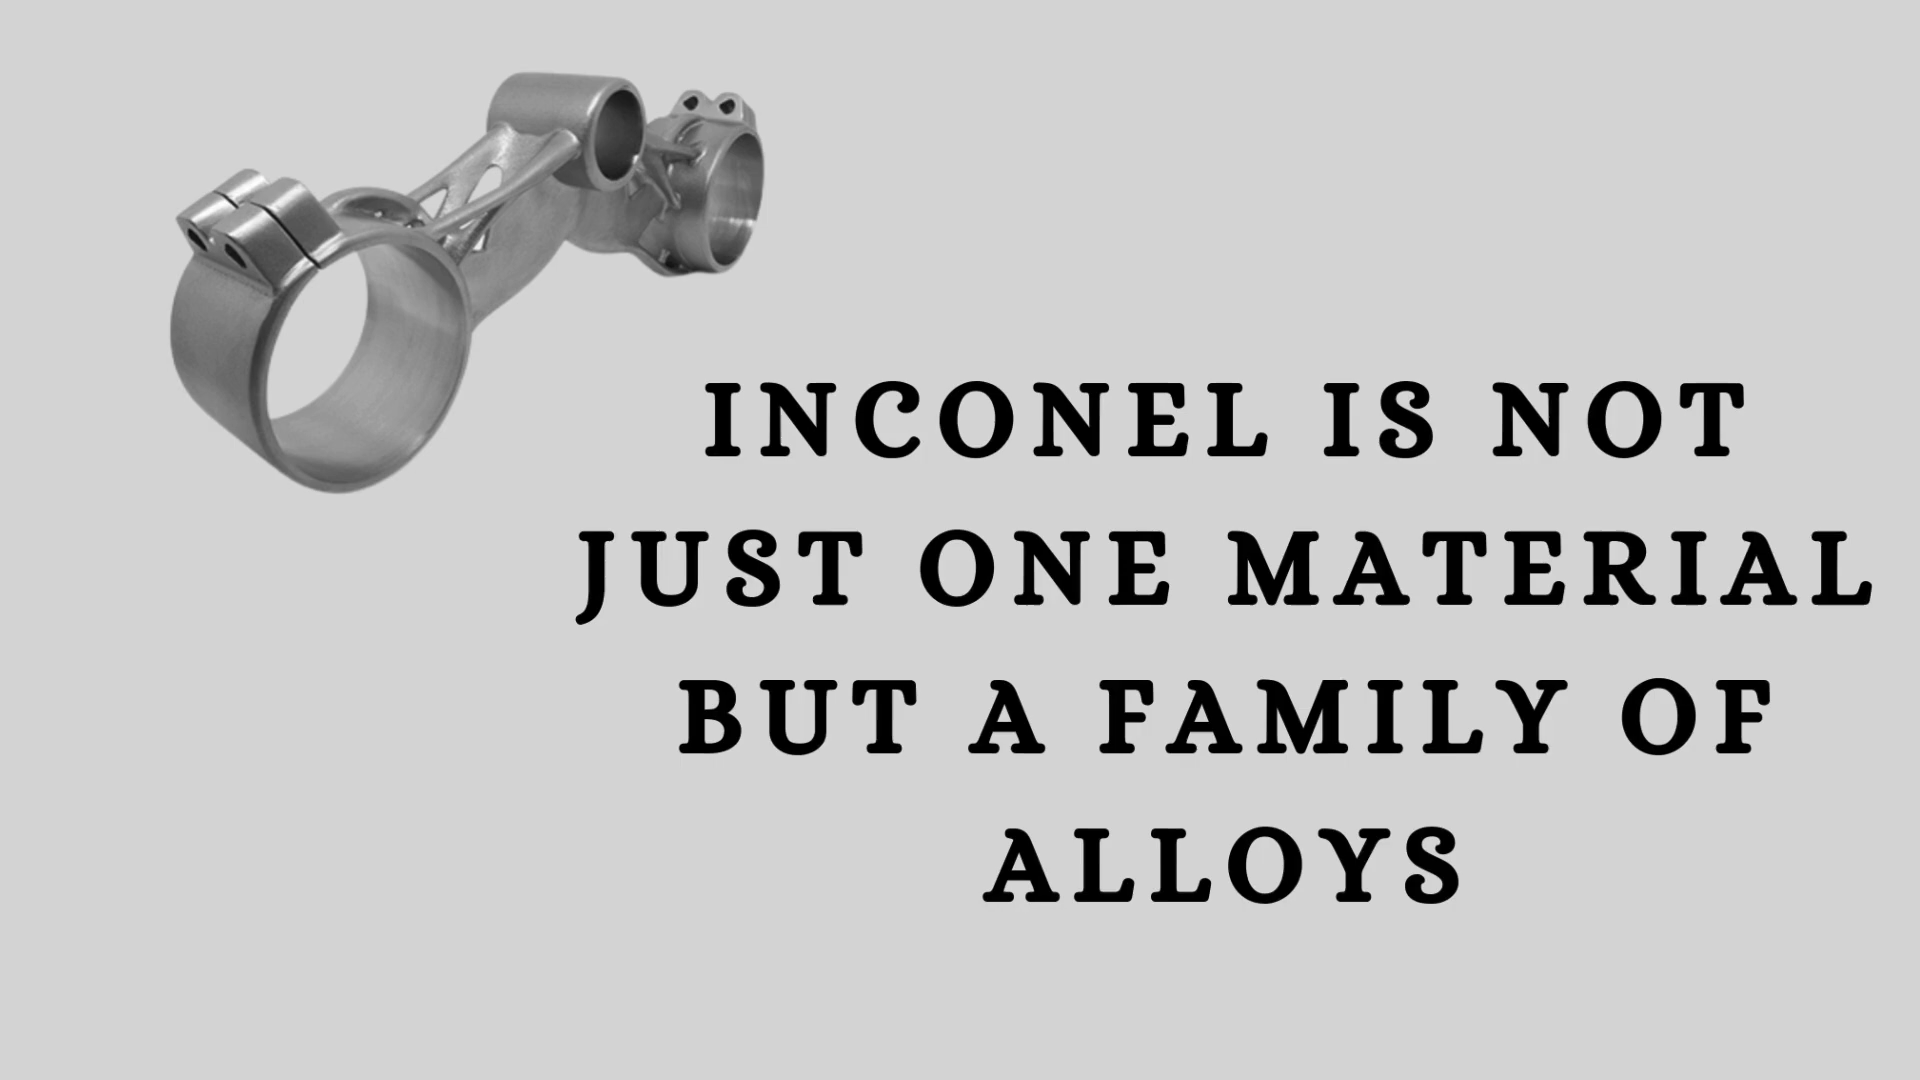 INCONEL IS NOT
JUST ONE MATERIAL
BUT A FAMILY OF
ALLOYS